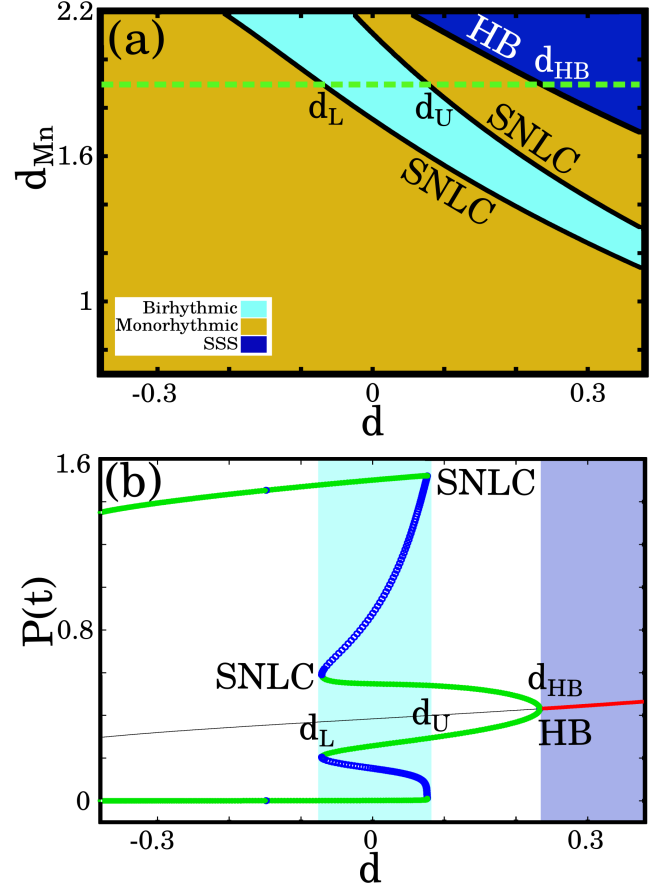 2.2
(a)
HB
d_HB
d_L
d_U
SNLC
SNLC
1.6
d_Mn
1
Birhythmic
Monorhythmic
SSS
-0.3
0
0.3
d
1.6
(b)
SNLC
P(t)
0.8
SNLC
d_HB
d_L
d_U
HB
0
-0.3
0
0.3
d